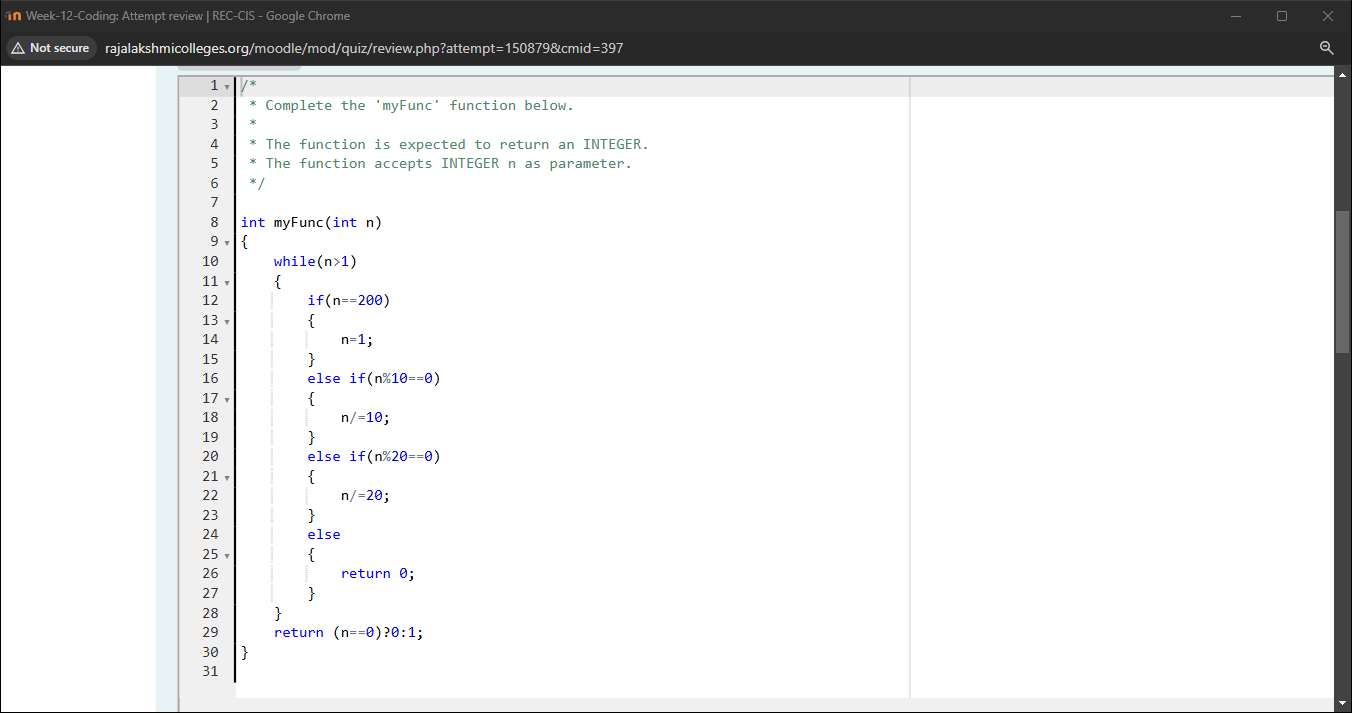 Week-12-Coding: Attempt review | REC-CIS - Google Chrome
Not secure rajalakshmicolleges.org/moodle/mod/quiz/review.php?attempt=150879&cmid=397
1 /*
2  * Complete the 'myFunc' function below.
3  *
4  * The function is expected to return an INTEGER.
5  * The function accepts INTEGER n as parameter.
6  */
7
8 int myFunc(int n)
9 {
10     while(n>1)
11     {
12         if(n==200)
13         {
14             n=1;
15         }
16         else if(n%10==0)
17         {
18             n/=10;
19         }
20         else if(n%20==0)
21         {
22             n/=20;
23         }
24         else
25         {
26             return 0;
27         }
28     }
29     return (n==0)?0:1;
30 }
31